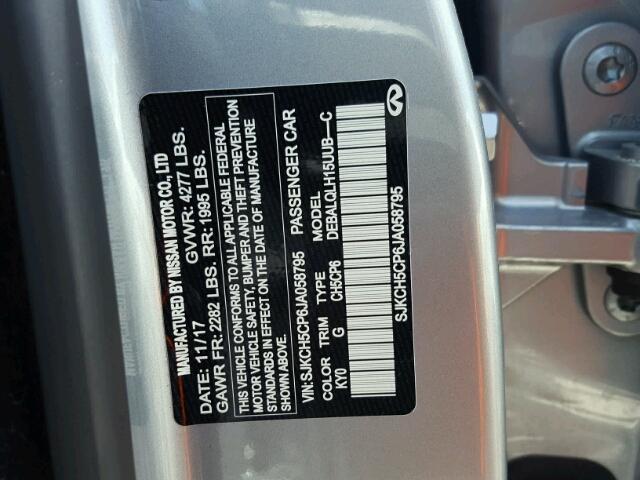 MANUFACTURED BY NISSAN MOTOR CO., LTD
DATE: 11/17 GVWR: 4277 LBS.
GAWR FR: 2282 LBS. RR: 1995 LBS.
THIS VEHICLE CONFORMS TO ALL APPLICABLE FEDERAL
MOTOR VEHICLE SAFETY, BUMPER AND THEFT PREVENTION
STANDARDS IN EFFECT ON THE DATE OF MANUFACTURE
SHOWN ABOVE.
VIN: SJKCH5CP6JA058795 PASSENGER CAR
COLOR TRIM TYPE MODEL
KY0 G CH5CP6 DEBALQLH15UUB-C
SJKCH5CP6JA058795